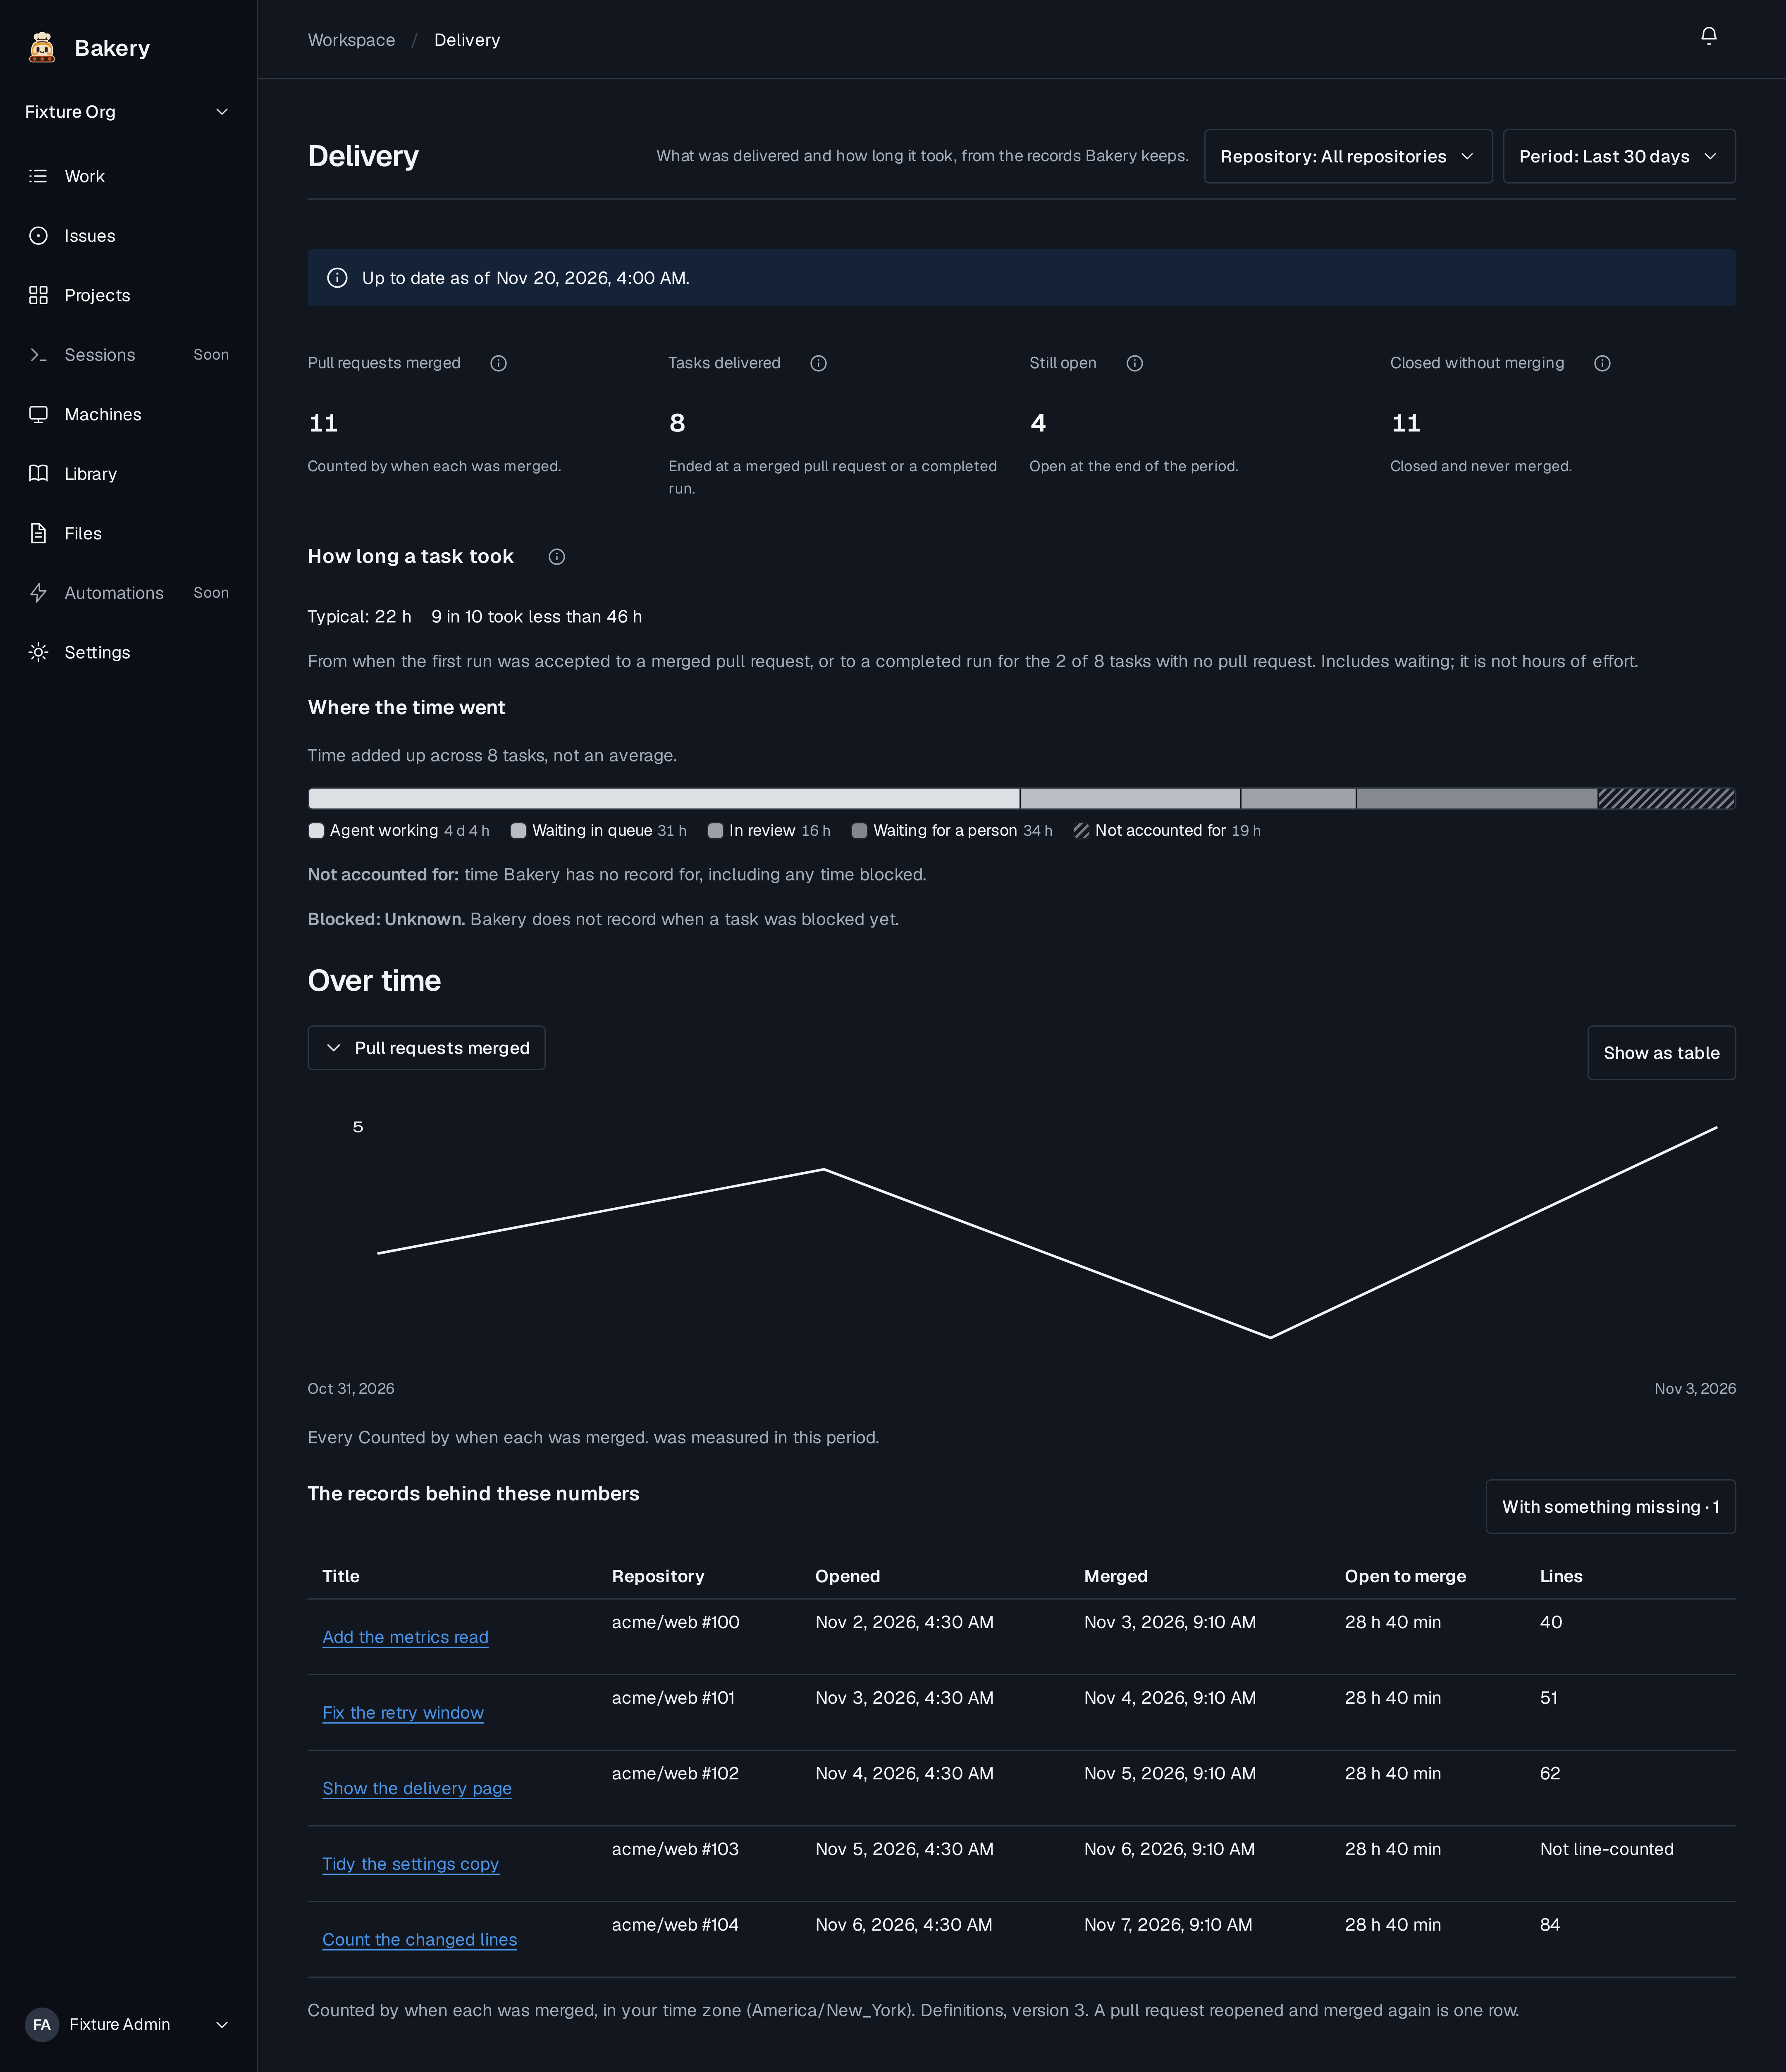 Bakery
Fixture Org
Work
Issues
Projects
Sessions Soon
Machines
Library
Files
Automations Soon
Settings
FA Fixture Admin
Workspace / Delivery
Delivery
What was delivered and how long it took, from the records Bakery keeps.
Repository: All repositories
Period: Last 30 days
Up to date as of Nov 20, 2026, 4:00 AM.
Pull requests merged
11
Counted by when each was merged.
Tasks delivered
8
Ended at a merged pull request or a completed
run.
Still open
4
Open at the end of the period.
Closed without merging
11
Closed and never merged.
How long a task took
Typical: 22 h 9 in 10 took less than 46 h
From when the first run was accepted to a merged pull request, or to a completed run for the 2 of 8 tasks with no pull request. Includes waiting; it is not hours of effort.
Where the time went
Time added up across 8 tasks, not an average.
Agent working 4 d 4 h Waiting in queue 31 h In review 16 h Waiting for a person 34 h Not accounted for 19 h
Not accounted for: time Bakery has no record for, including any time blocked.
Blocked: Unknown. Bakery does not record when a task was blocked yet.
Over time
Pull requests merged
Show as table
5
Oct 31, 2026 Nov 3, 2026
Every Counted by when each was merged. was measured in this period.
The records behind these numbers
With something missing · 1
Title Repository Opened Merged Open to merge Lines
Add the metrics read acme/web #100 Nov 2, 2026, 4:30 AM Nov 3, 2026, 9:10 AM 28 h 40 min 40
Fix the retry window acme/web #101 Nov 3, 2026, 4:30 AM Nov 4, 2026, 9:10 AM 28 h 40 min 51
Show the delivery page acme/web #102 Nov 4, 2026, 4:30 AM Nov 5, 2026, 9:10 AM 28 h 40 min 62
Tidy the settings copy acme/web #103 Nov 5, 2026, 4:30 AM Nov 6, 2026, 9:10 AM 28 h 40 min Not line-counted
Count the changed lines acme/web #104 Nov 6, 2026, 4:30 AM Nov 7, 2026, 9:10 AM 28 h 40 min 84
Counted by when each was merged, in your time zone (America/New_York). Definitions, version 3. A pull request reopened and merged again is one row.